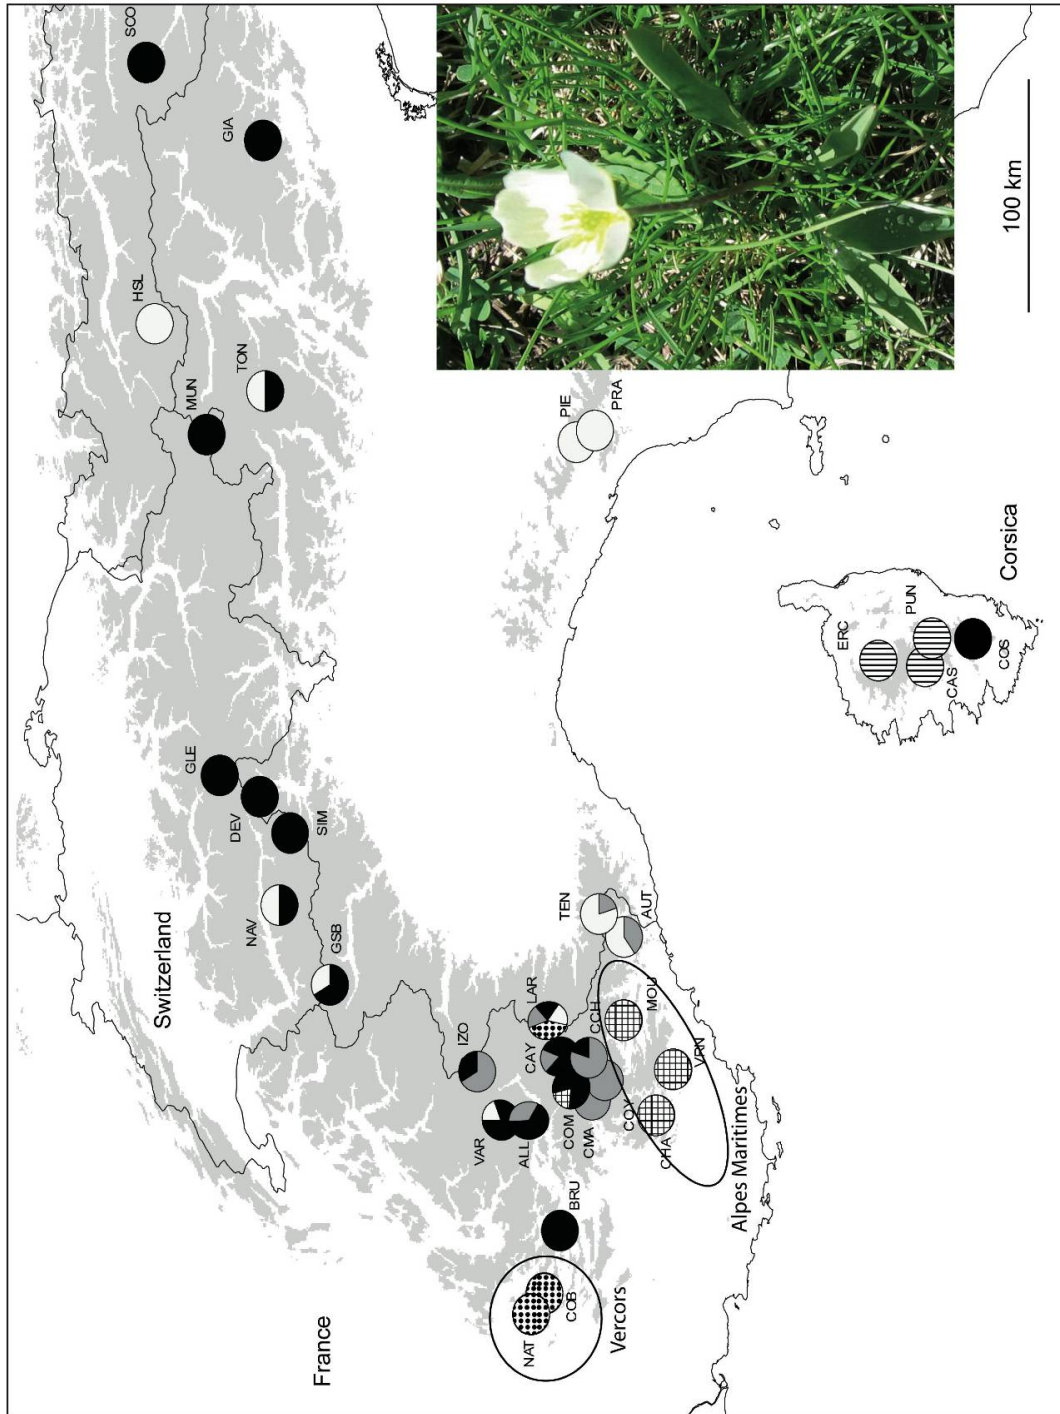 SCO
GIA
HSL
TON
MUN
PIE
PRA
100 km
GLE
DEV
SIM
NAV
GSB
Switzerland
France
IZO
VAR
ALL
LAR
CAY
CCH
COM
CMA
COY
TEN
AUT
MOU
VRN
CHA
Alpes Maritimes
BRU
NAT
COB
Vercors
ERC
PUN
CAS
COS
Corsica